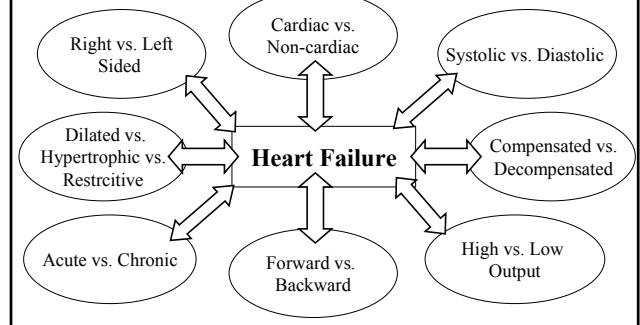 Cardiac vs.
Non-cardiac
Right vs. Left
Sided
Systolic vs. Diastolic
Dilated vs.
Hypertrophic vs.
Restrcitive
Heart Failure
Compensated vs.
Decompensated
Acute vs. Chronic
Forward vs.
Backward
High vs. Low
Output